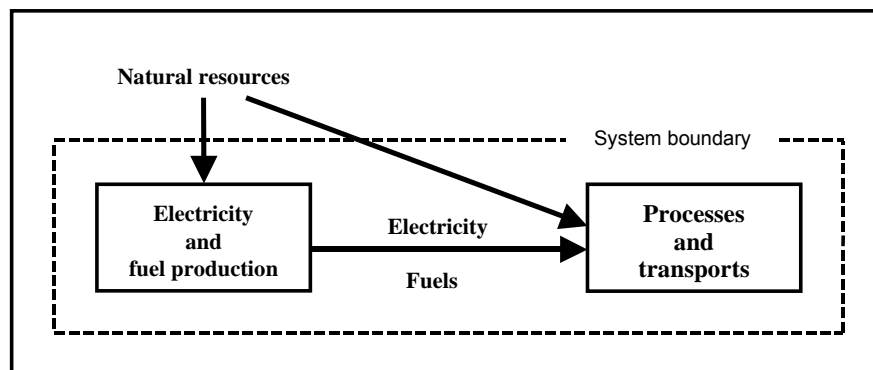 Natural resources
System boundary
Electricity
and
fuel production
Electricity
Fuels
Processes
and
transports